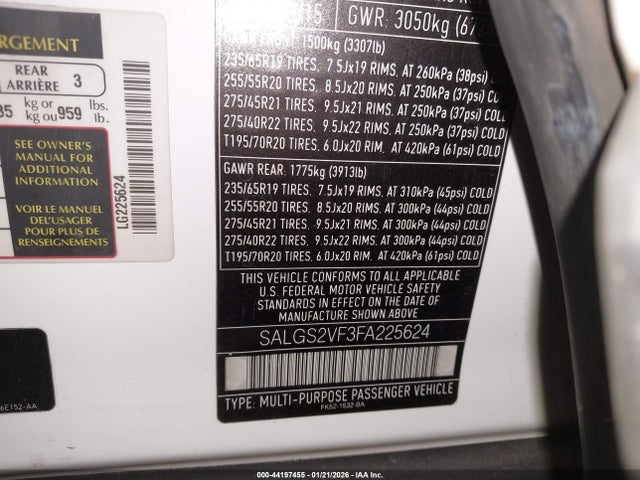 RGEMENT
REAR
ARRIÈRE 3
kg or
kg ou 959 lbs.
lb.
SEE OWNER'S
MANUAL FOR
ADDITIONAL
INFORMATION
VOIR LE MANUEL
DE L'USAGER
POUR PLUS DE
RENSEIGNEMENTS
LG225624
6E152-AA
GWR: 3050kg
1500kg (3307lb)
235/65R19 TIRES. 7.5Jx19 RIMS. AT 260kPa (38psi)
255/55R20 TIRES. 8.5Jx20 RIMS. AT 250kPa (37psi)
275/45R21 TIRES. 9.5Jx21 RIMS. AT 250kPa (37psi)
275/40R22 TIRES. 9.5Jx22 RIMS. AT 250kPa (37psi)
T195/70R20 TIRES. 6.0Jx20 RIM. AT 420kPa (61psi)
GAWR REAR: 1775kg (3913lb)
235/65R19 TIRES. 7.5Jx19 RIMS. AT 310kPa (45psi) COLD
255/55R20 TIRES. 8.5Jx20 RIMS. AT 300kPa (44psi) COLD
275/45R21 TIRES. 9.5Jx21 RIMS. AT 300kPa (44psi) COLD
275/40R22 TIRES. 9.5Jx22 RIMS. AT 300kPa (44psi) COLD
T195/70R20 TIRES. 6.0Jx20 RIM. AT 420kPa (61psi) COLD
THIS VEHICLE CONFORMS TO ALL APPLICABLE
U.S. FEDERAL MOTOR VEHICLE SAFETY
STANDARDS IN EFFECT ON THE DATE OF
MANUFACTURE SHOWN ABOVE
SALGS2VF3FA225624
TYPE: MULTI-PURPOSE PASSENGER VEHICLE
FK52-1532-BA
000-44197455 - 01/21/2026 - IAA Inc.